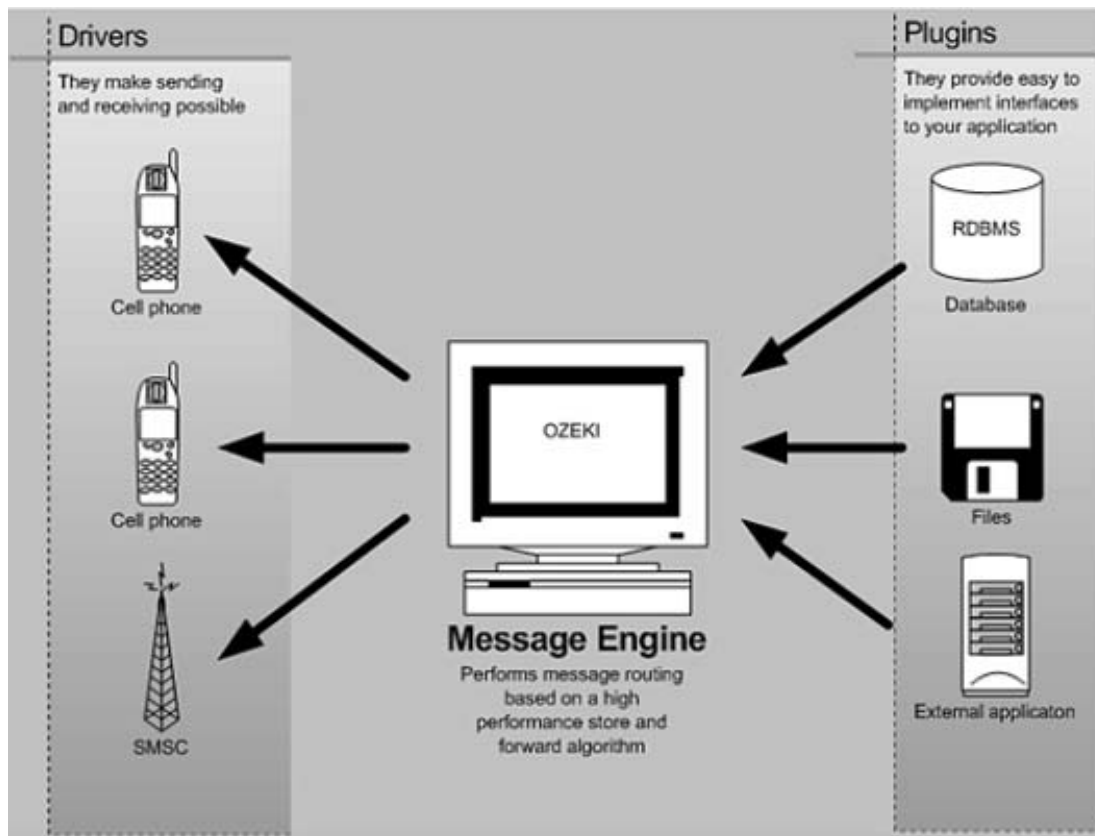 Drivers
They make sending
and receiving possible
Cell phone
Cell phone
SMSC
OZEKI
Message Engine
Performs message routing
based on a high
performance store and
forward algorithm
Plugins
They provide easy to
implement interfaces
to your application
RDBMS
Database
Files
External applicaton